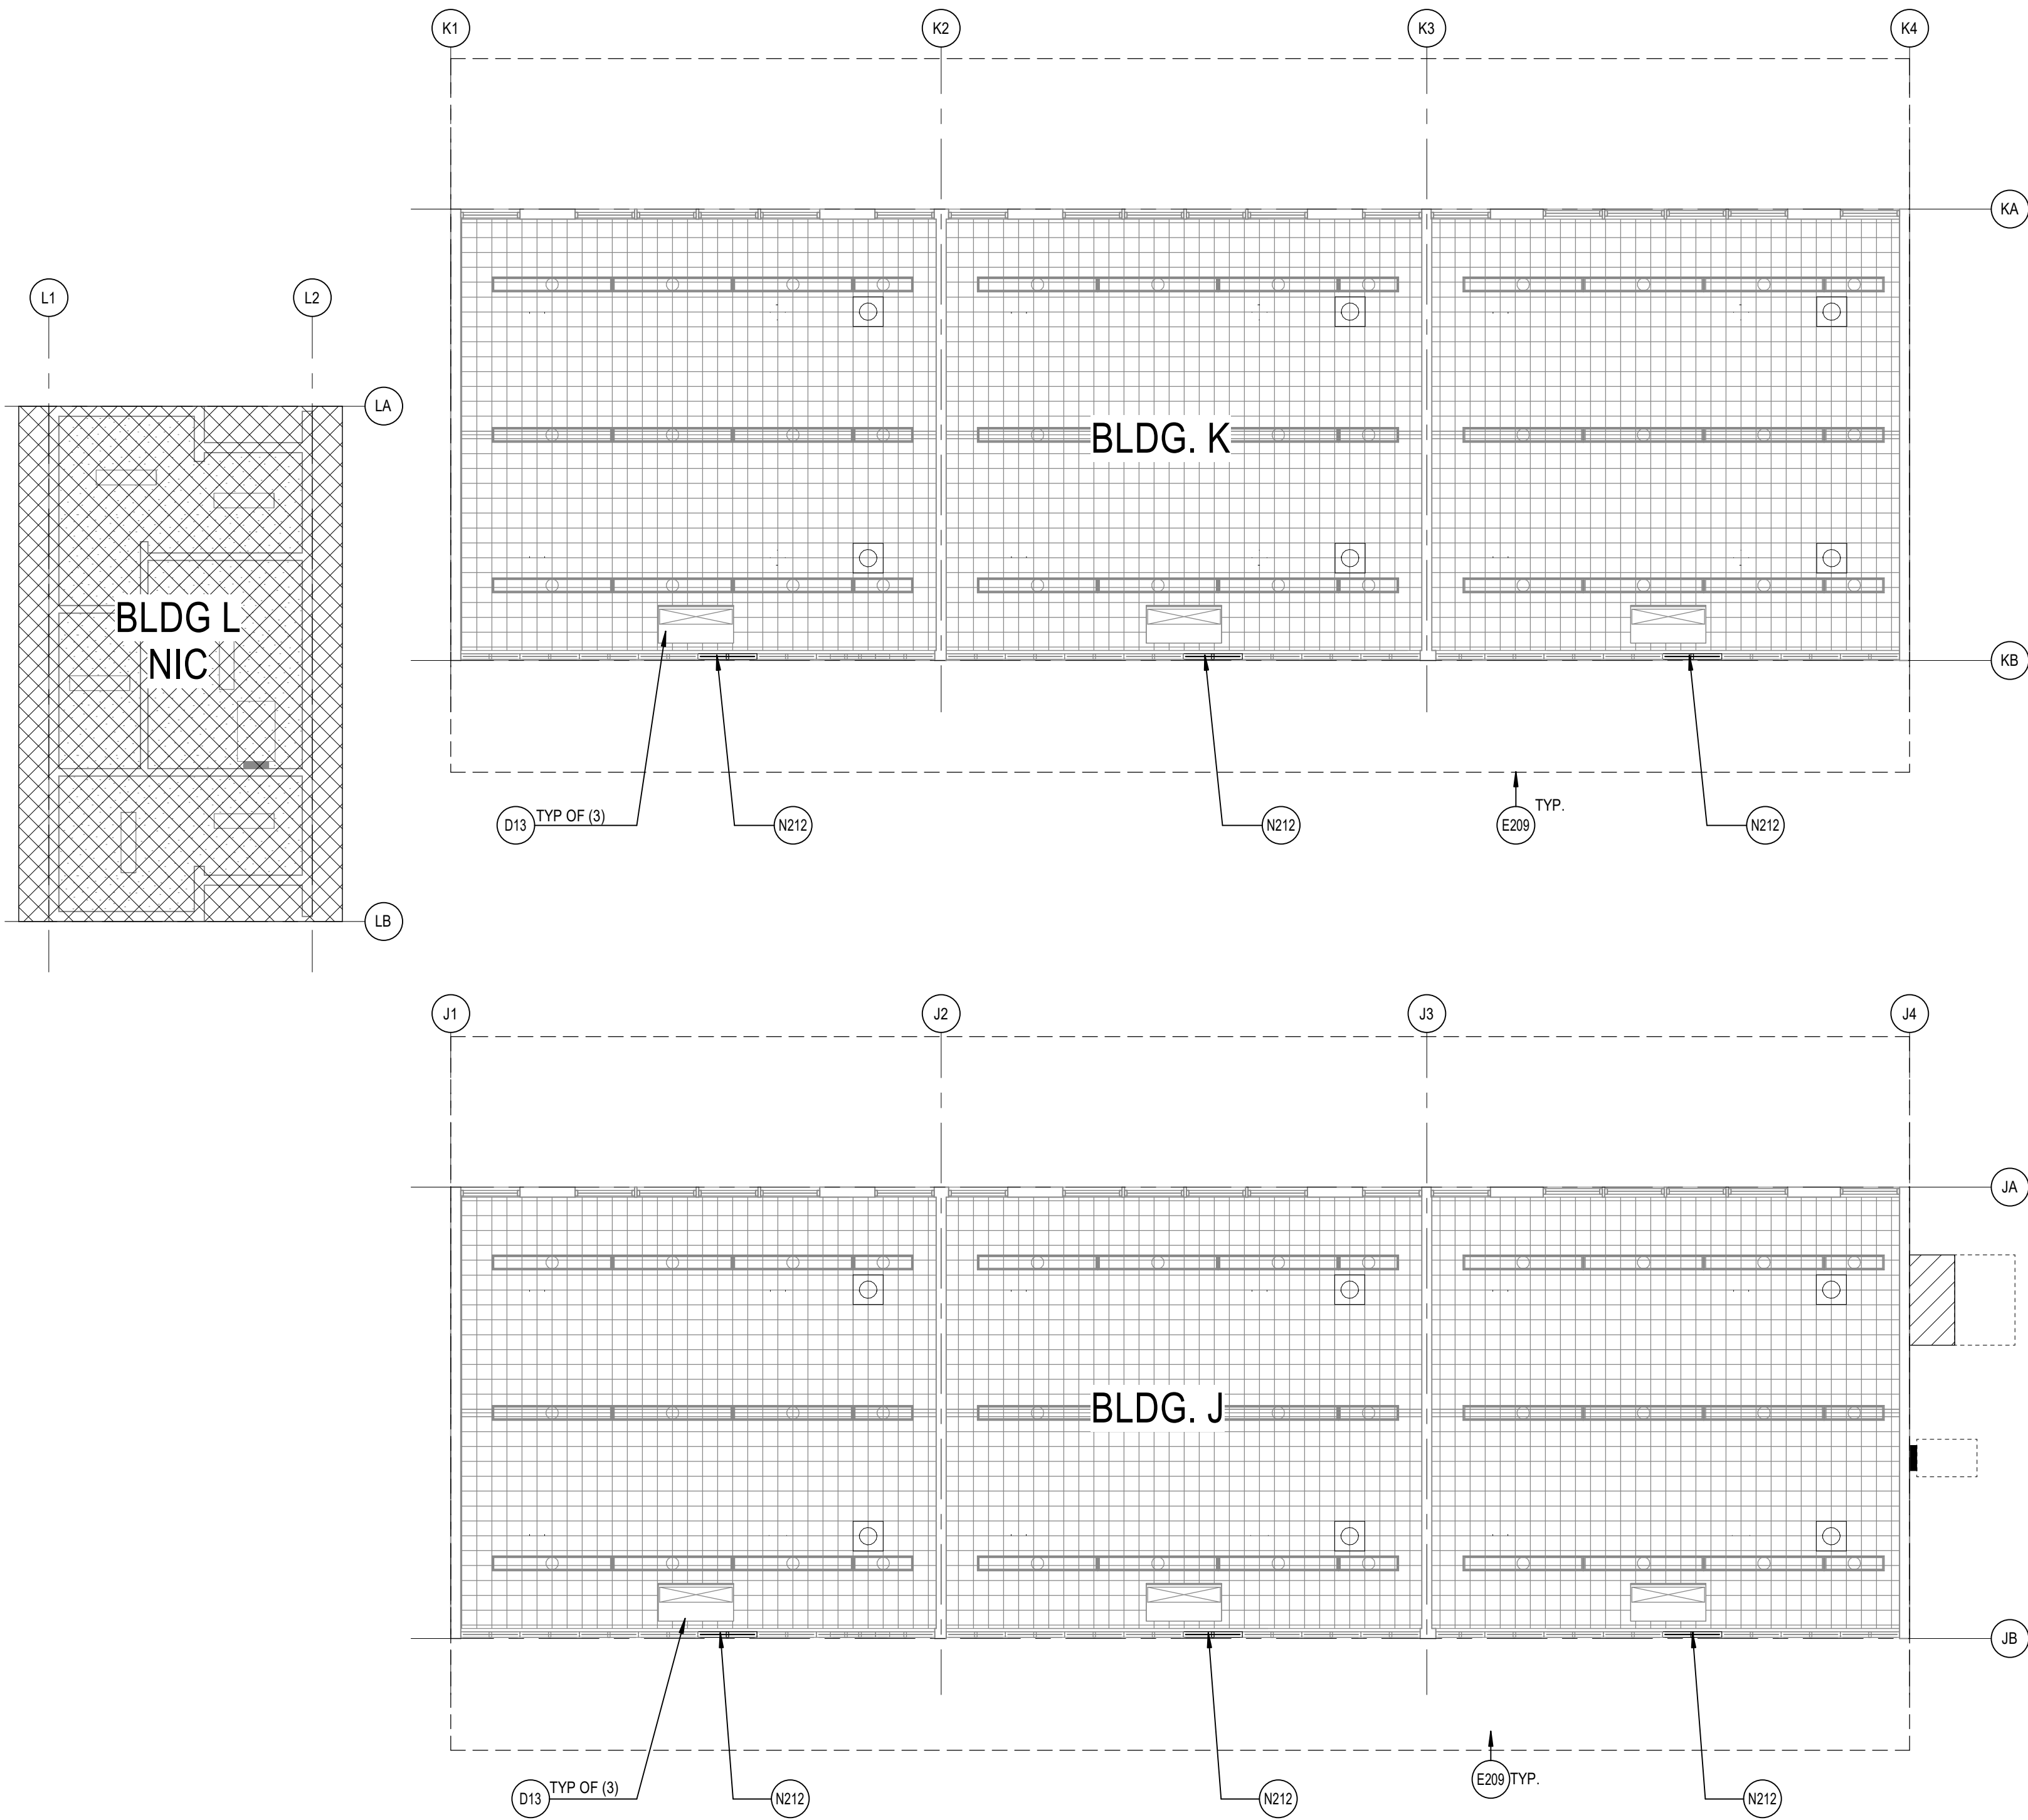 K1
K2
K3
K4
KA
L1
L2
LA
BLDG. K
BLDG L
NIC
KB
D13
TYP OF (3)
N212
N212
E209
TYP.
N212
LB
J1
J2
J3
J4
JA
BLDG. J
JB
D13
TYP OF (3)
N212
N212
E209
TYP.
N212